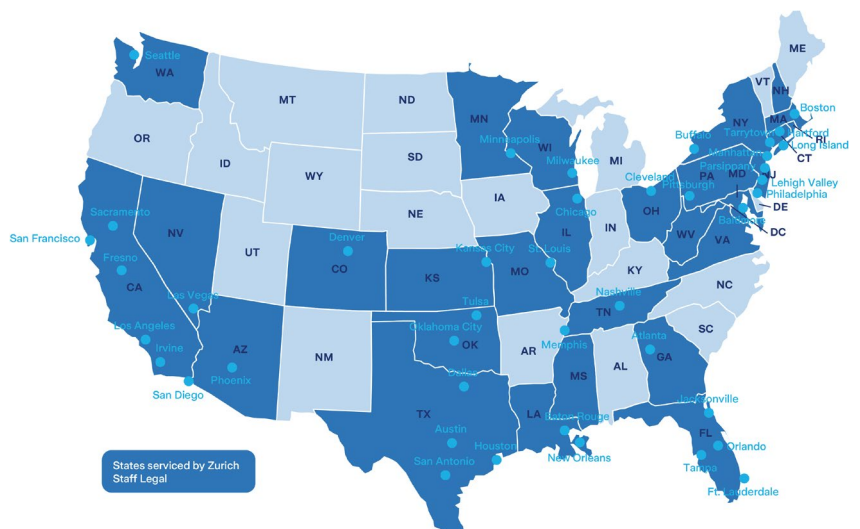 ME
Seattle
WA
VT
NH
MT
ND
MN
Boston
OR
MA
NY
RI
Tarrytown
Hartford
Buffalo
Long Island
Minneapolis
WI
ID
SD
MI
Manhattan
CT
Milwaukee
Parsippany
WY
PA
MD
NJ
Cleveland
Pittsburgh
Lehigh Valley
Philadelphia
IA
Chicago
NE
OH
DE
Sacramento
Baltimore
NV
IL
IN
WV
DC
San Francisco
Denver
Kansas City
St. Louis
VA
UT
CO
KS
MO
KY
Fresno
CA
NC
Las Vegas
Tulsa
Nashville
TN
Los Angeles
Oklahoma City
SC
Memphis
Atlanta
AZ
OK
AR
GA
NM
AL
Irvine
Phoenix
MS
Dallas
San Diego
Jacksonville
TX
LA
Baton Rouge
Austin
FL
Houston
Orlando
New Orleans
San Antonio
Tampa
Ft. Lauderdale
States serviced by Zurich
Staff Legal